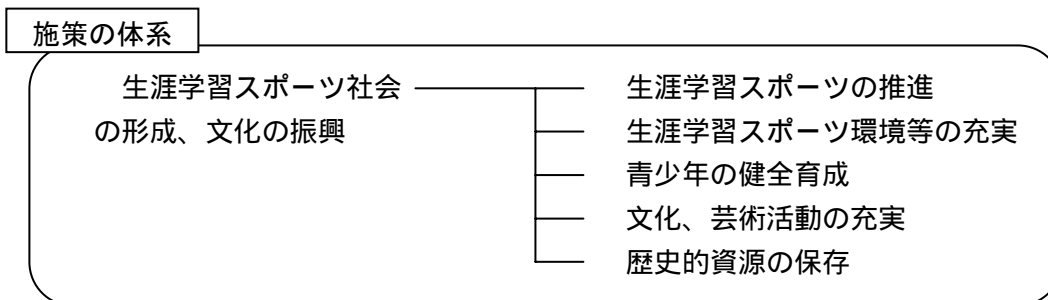 施策の体系
生涯学習スポーツ社会
の形成、文化の振興
生涯学習スポーツの推進
生涯学習スポーツ環境等の充実
青少年の健全育成
文化、芸術活動の充実
歴史的資源の保存